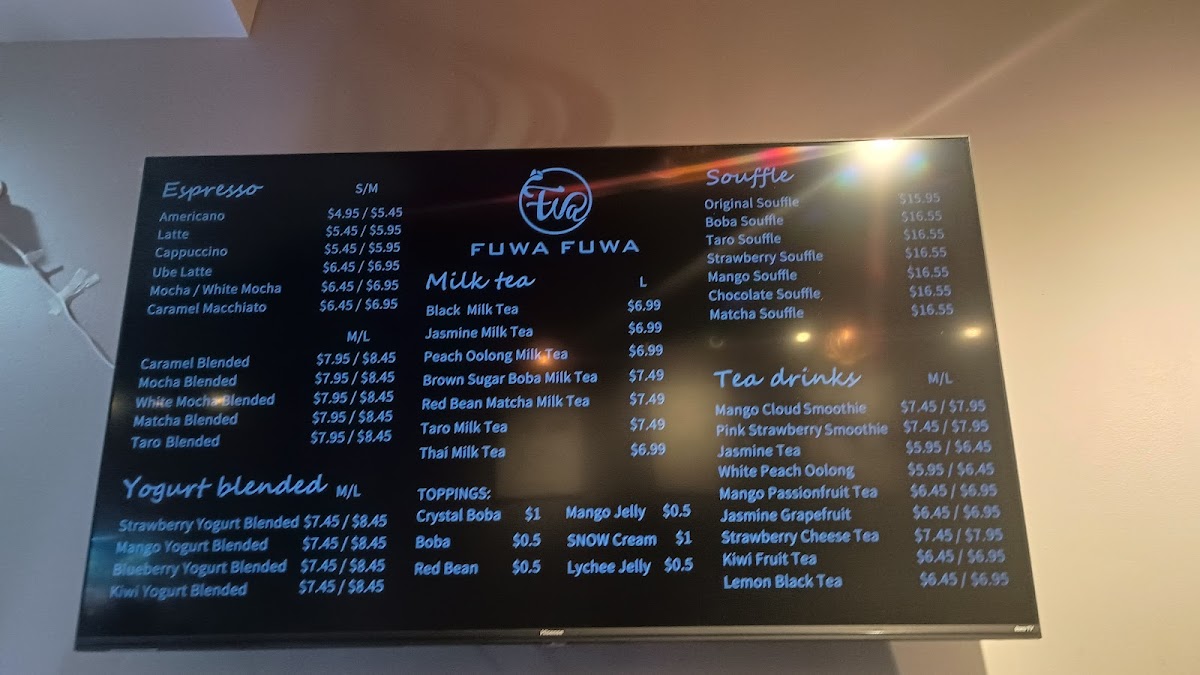 Espresso S/M
Americano $4.95 / $5.45
Latte $5.45 / $5.95
Cappuccino $5.45 / $5.95
Ube Latte $6.45 / $6.95
Mocha / White Mocha $6.45 / $6.95
Caramel Macchiato $6.45 / $6.95
M/L
Caramel Blended $7.95 / $8.45
Mocha Blended $7.95 / $8.45
White Mocha Blended $7.95 / $8.45
Matcha Blended $7.95 / $8.45
Taro Blended $7.95 / $8.45
Yogurt blended M/L
Strawberry Yogurt Blended $7.45 / $8.45
Mango Yogurt Blended $7.45 / $8.45
Blueberry Yogurt Blended $7.45 / $8.45
Kiwi Yogurt Blended $7.45 / $8.45
FUWA FUWA
Milk tea L
Black Milk Tea $6.99
Jasmine Milk Tea $6.99
Peach Oolong Milk Tea $6.99
Brown Sugar Boba Milk Tea $7.49
Red Bean Matcha Milk Tea $7.49
Taro Milk Tea $7.49
Thai Milk Tea $6.99
TOPPINGS:
Crystal Boba $1 Mango Jelly $0.5
Boba $0.5 SNOW Cream $1
Red Bean $0.5 Lychee Jelly $0.5
Souffle
Original Souffle $15.95
Boba Souffle $16.55
Taro Souffle $16.55
Strawberry Souffle $16.55
Mango Souffle $16.55
Chocolate Souffle $16.55
Matcha Souffle $16.55
Tea drinks M/L
Mango Cloud Smoothie $7.45 / $7.95
Pink Strawberry Smoothie $7.45 / $7.95
Jasmine Tea $5.95 / $6.45
White Peach Oolong $5.95 / $6.45
Mango Passionfruit Tea $6.45 / $6.95
Jasmine Grapefruit $6.45 / $6.95
Strawberry Cheese Tea $7.45 / $7.95
Kiwi Fruit Tea $6.45 / $6.95
Lemon Black Tea $6.45 / $6.95
Hisense
Roku TV